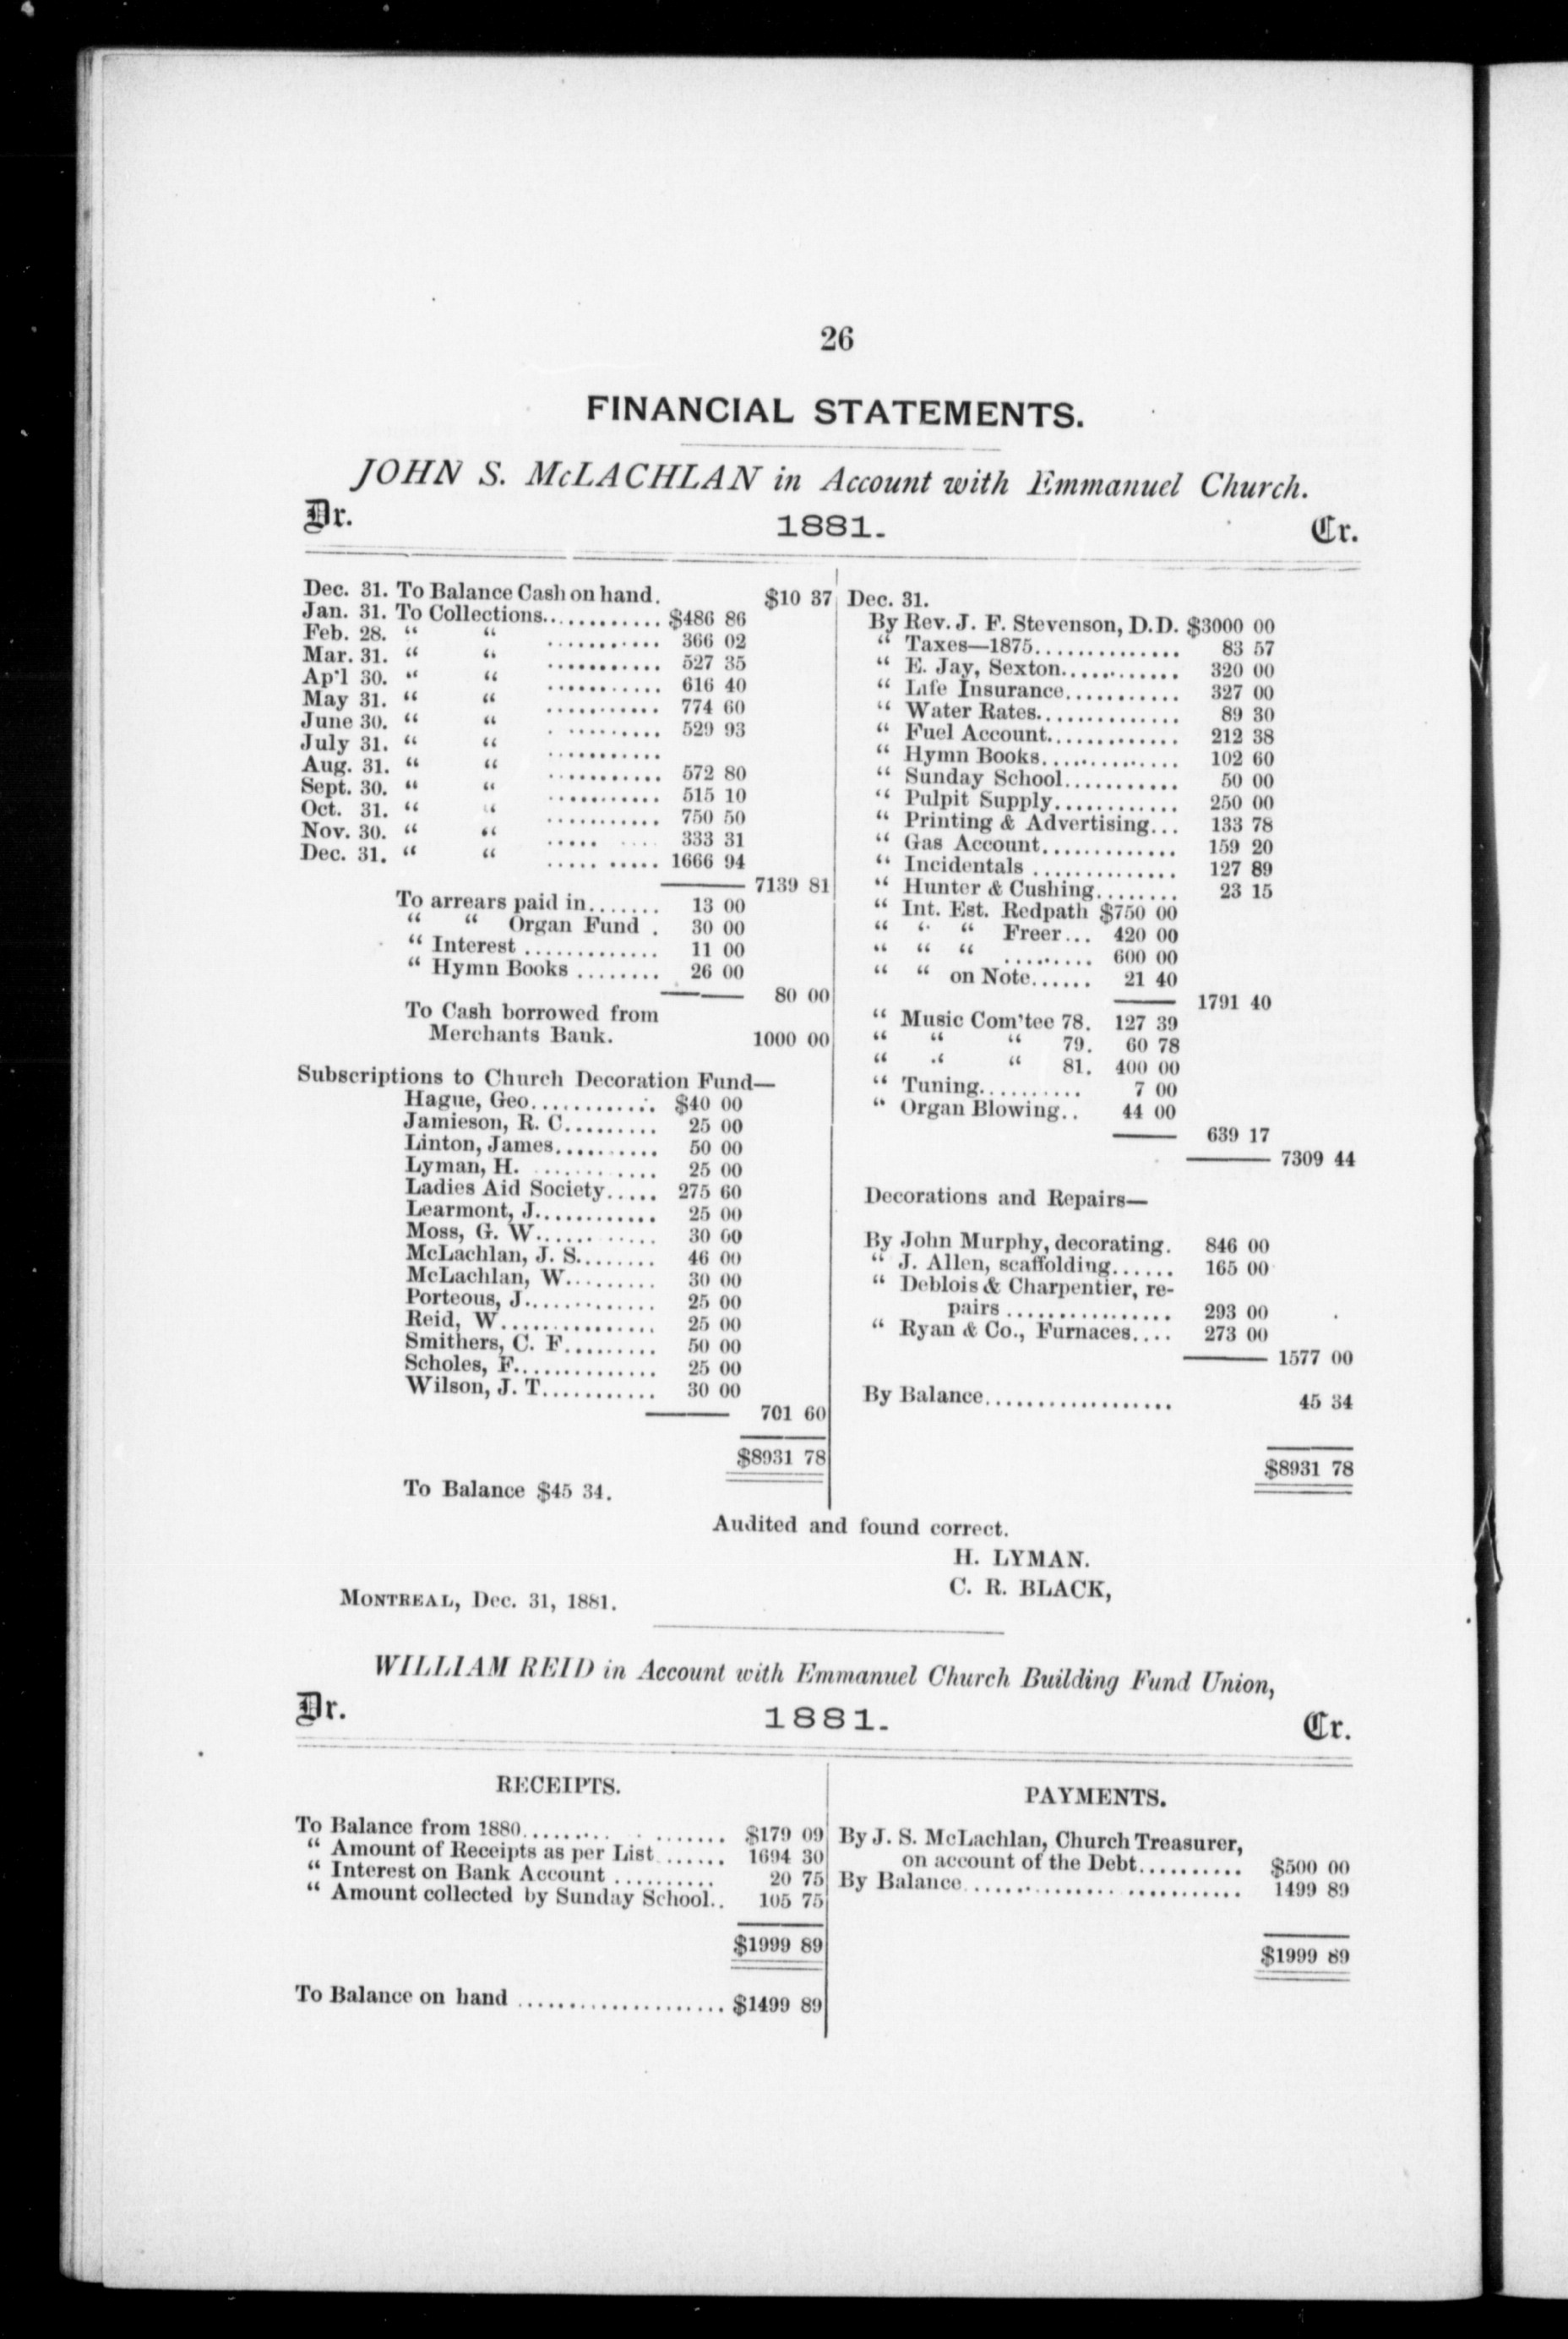 26
FINANCIAL STATEMENTS.
JOHN S. McLACHLAN in Account with Emmanuel Church.
Dr. 1881. Cr.
Dec. 31. To Balance Cash on hand. $10 37
Jan. 31. To Collections............ $486 86
Feb. 28. “ “ ........... 366 02
Mar. 31. “ “ ........... 527 35
Ap'l 30. “ “ ........... 616 40
May 31. “ “ ........... 774 60
June 30. “ “ . ......... 529 93
July 31. “ “ ...........
Aug. 31. “ “ ........... 572 80
Sept. 30. “ “ ........... 515 10
Oct. 31. “ “ ........... 750 50
Nov. 30. “ “ ..... .... 333 31
Dec. 31. “ “ ..... ..... 1666 94
7139 81
To arrears paid in....... 13 00
“ “ Organ Fund . 30 00
“ Interest ............. 11 00
“ Hymn Books ........ 26 00
80 00
To Cash borrowed from
Merchants Bank. 1000 00
Subscriptions to Church Decoration Fund—
Hague, Geo............. $40 00
Jamieson, R. C......... 25 00
Linton, James.......... 50 00
Lyman, H. ............ 25 00
Ladies Aid Society..... 275 60
Learmont, J............ 25 00
Moss, G. W............ 30 00
McLachlan, J. S........ 46 00
McLachlan, W......... 30 00
Porteous, J............. 25 00
Reid, W............... 25 00
Smithers, C. F......... 50 00
Scholes, F.............. 25 00
Wilson, J. T........... 30 00
701 60
$8931 78
To Balance $45 34.
Dec. 31.
By Rev. J. F. Stevenson, D.D. $3000 00
“ Taxes—1875.............. 83 57
“ E. Jay, Sexton............ 320 00
“ Life Insurance........... 327 00
“ Water Rates.............. 89 30
“ Fuel Account............. 212 38
“ Hymn Books.............. 102 60
“ Sunday School........... 50 00
“ Pulpit Supply............ 250 00
“ Printing & Advertising... 133 78
“ Gas Account............. 159 20
“ Incidentals .............. 127 89
“ Hunter & Cushing........ 23 15
“ Int. Est. Redpath $750 00
“ “ “ Freer... 420 00
“ “ “ ......... 600 00
“ “ on Note...... 21 40
1791 40
“ Music Com'tee 78. 127 39
“ “ “ 79. 60 78
“ “ “ 81. 400 00
“ Tuning.......... 7 00
“ Organ Blowing.. 44 00
639 17
7309 44
Decorations and Repairs—
By John Murphy, decorating. 846 00
“ J. Allen, scaffolding...... 165 00
“ Deblois & Charpentier, re-
pairs ................ 293 00
“ Ryan & Co., Furnaces.... 273 00
1577 00
By Balance.................. 45 34
$8931 78
Audited and found correct.
H. LYMAN.
C. R. BLACK,
MONTREAL, Dec. 31, 1881.
WILLIAM REID in Account with Emmanuel Church Building Fund Union,
Dr. 1881. Cr.
RECEIPTS.
To Balance from 1880.......... . ....... $179 09
“ Amount of Receipts as per List ...... 1694 30
“ Interest on Bank Account .......... 20 75
“ Amount collected by Sunday School.. 105 75
$1999 89
To Balance on hand .................... $1499 89
PAYMENTS.
By J. S. McLachlan, Church Treasurer,
on account of the Debt.......... $500 00
By Balance............... ........... 1499 89
$1999 89